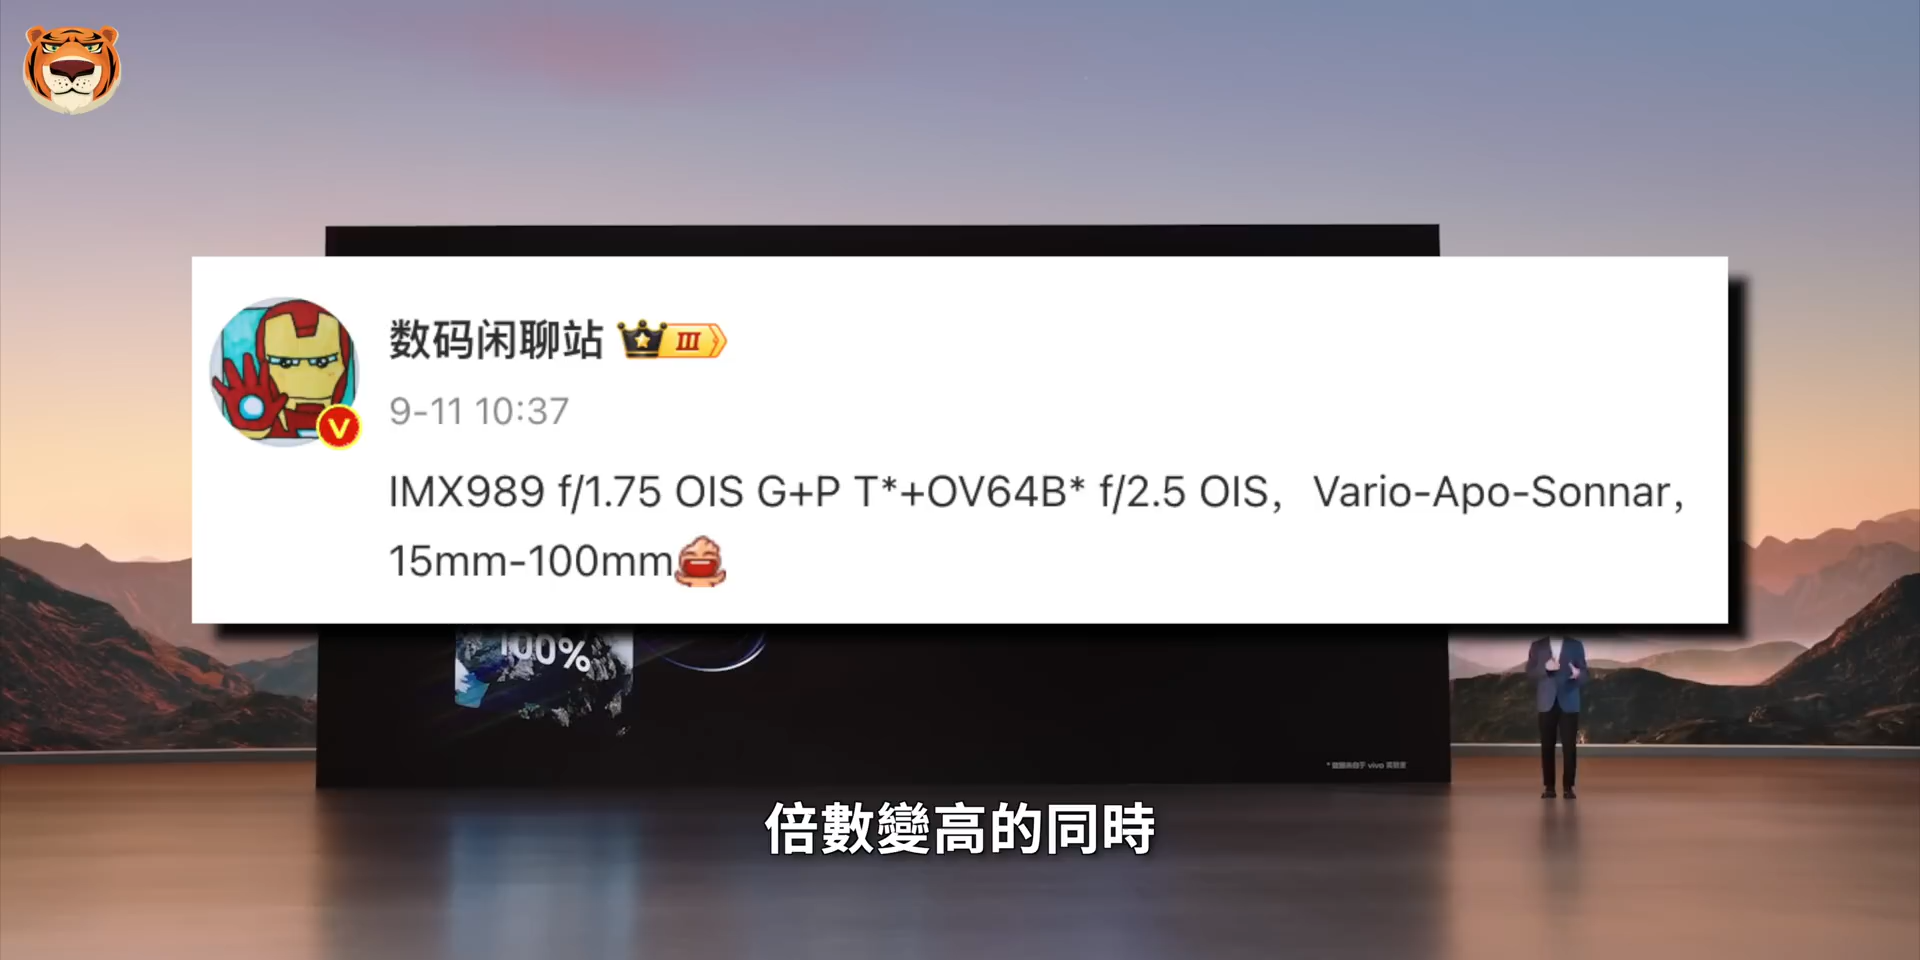 数码闲聊站 III
9-11 10:37
V
IMX989 f/1.75 OIS G+P T*+OV64B* f/2.5 OIS，Vario-Apo-Sonnar，
15mm-100mm
100%
倍數變高的同時